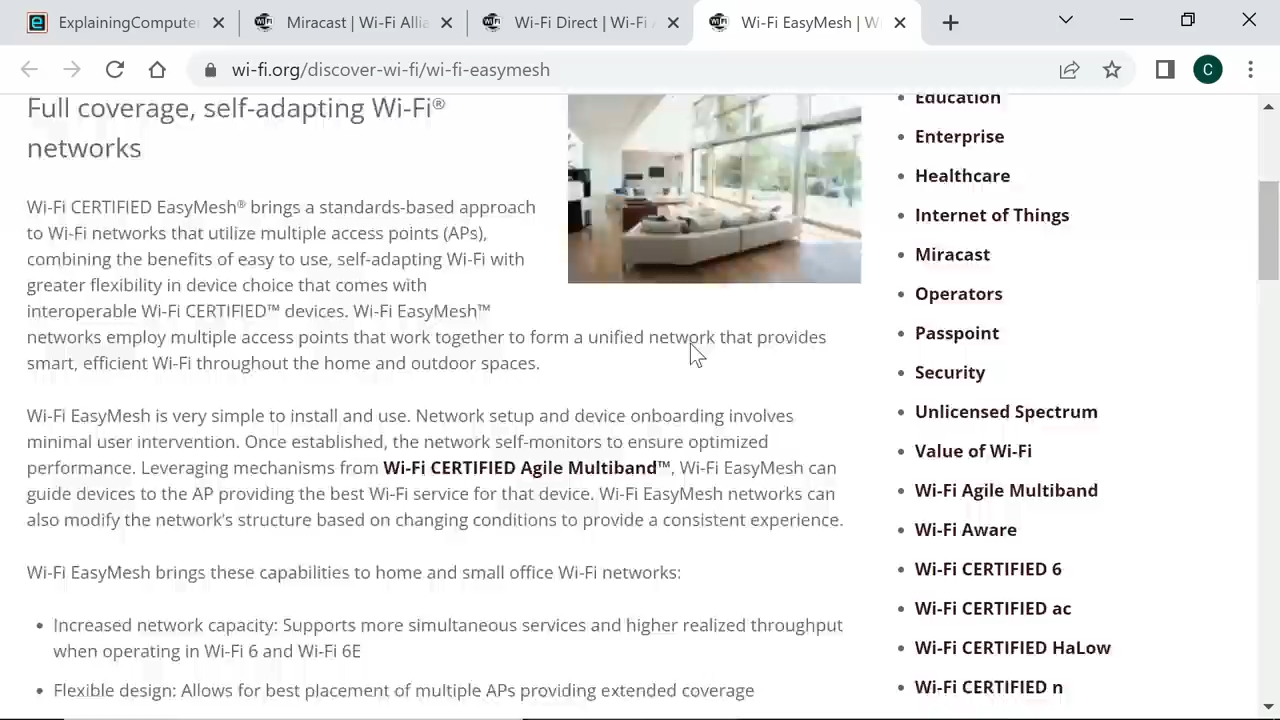 ExplainingCompute
Miracast | Wi-Fi Allia
Wi-Fi Direct | Wi-Fi A
Wi-Fi EasyMesh | W
wi-fi.org/discover-wi-fi/wi-fi-easymesh
C
Full coverage, self-adapting Wi-Fi®
networks
Wi-Fi CERTIFIED EasyMesh® brings a standards-based approach
to Wi-Fi networks that utilize multiple access points (APs),
combining the benefits of easy to use, self-adapting Wi-Fi with
greater flexibility in device choice that comes with
interoperable Wi-Fi CERTIFIED™ devices. Wi-Fi EasyMesh™
networks employ multiple access points that work together to form a unified network that provides
smart, efficient Wi-Fi throughout the home and outdoor spaces.
Wi-Fi EasyMesh is very simple to install and use. Network setup and device onboarding involves
minimal user intervention. Once established, the network self-monitors to ensure optimized
performance. Leveraging mechanisms from Wi-Fi CERTIFIED Agile Multiband™, Wi-Fi EasyMesh can
guide devices to the AP providing the best Wi-Fi service for that device. Wi-Fi EasyMesh networks can
also modify the network's structure based on changing conditions to provide a consistent experience.
Wi-Fi EasyMesh brings these capabilities to home and small office Wi-Fi networks:
• Increased network capacity: Supports more simultaneous services and higher realized throughput
when operating in Wi-Fi 6 and Wi-Fi 6E
• Flexible design: Allows for best placement of multiple APs providing extended coverage
• Education
• Enterprise
• Healthcare
• Internet of Things
• Miracast
• Operators
• Passpoint
• Security
• Unlicensed Spectrum
• Value of Wi-Fi
• Wi-Fi Agile Multiband
• Wi-Fi Aware
• Wi-Fi CERTIFIED 6
• Wi-Fi CERTIFIED ac
• Wi-Fi CERTIFIED HaLow
• Wi-Fi CERTIFIED n